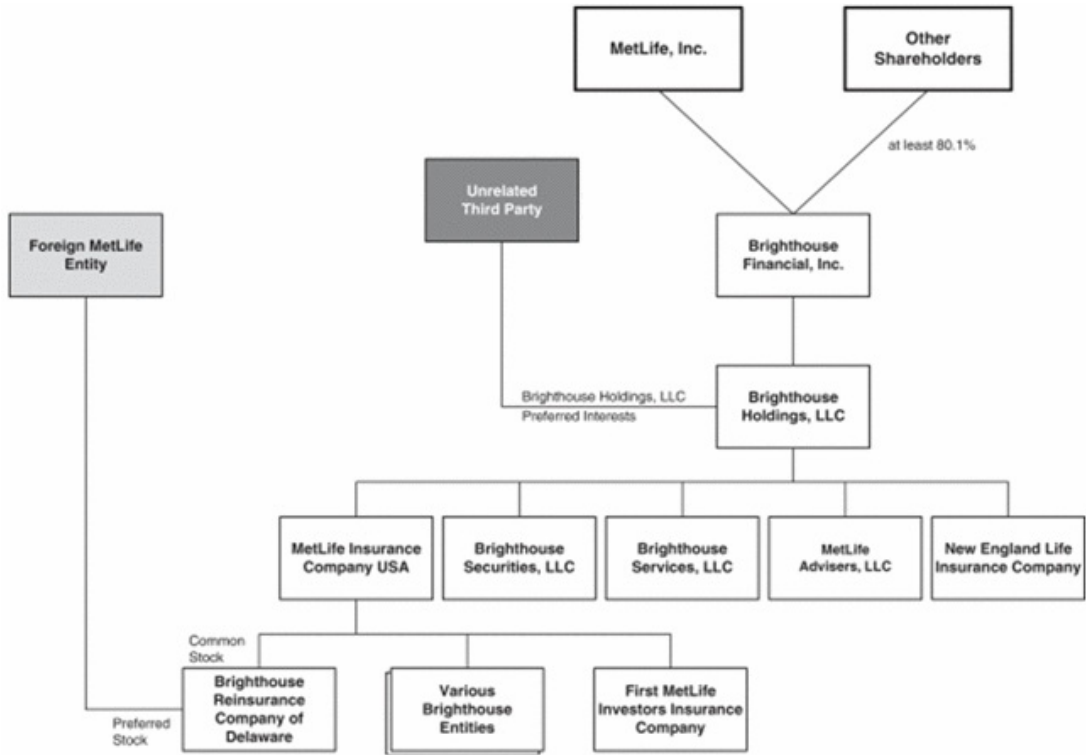 MetLife, Inc.
Other
Shareholders
at least 80.1%
Unrelated
Third Party
Foreign MetLife
Entity
Brighthouse
Financial, Inc.
Brighthouse Holdings, LLC
Preferred Interests
Brighthouse
Holdings, LLC
MetLife Insurance
Company USA
Brighthouse
Securities, LLC
Brighthouse
Services, LLC
MetLife
Advisers, LLC
New England Life
Insurance Company
Common
Stock
Brighthouse
Reinsurance
Company of
Delaware
Various
Brighthouse
Entities
First MetLife
Investors Insurance
Company
Preferred
Stock